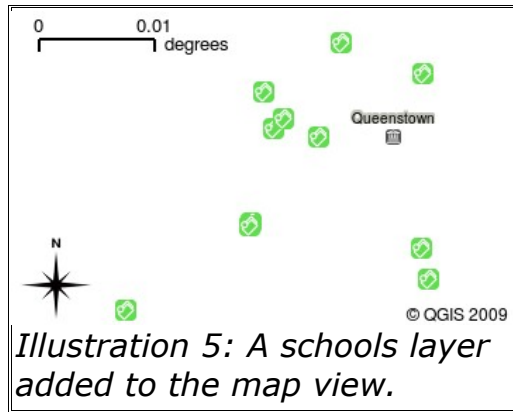 0 0.01
degrees
Queenstown
N
© QGIS 2009
Illustration 5: A schools layer
added to the map view.